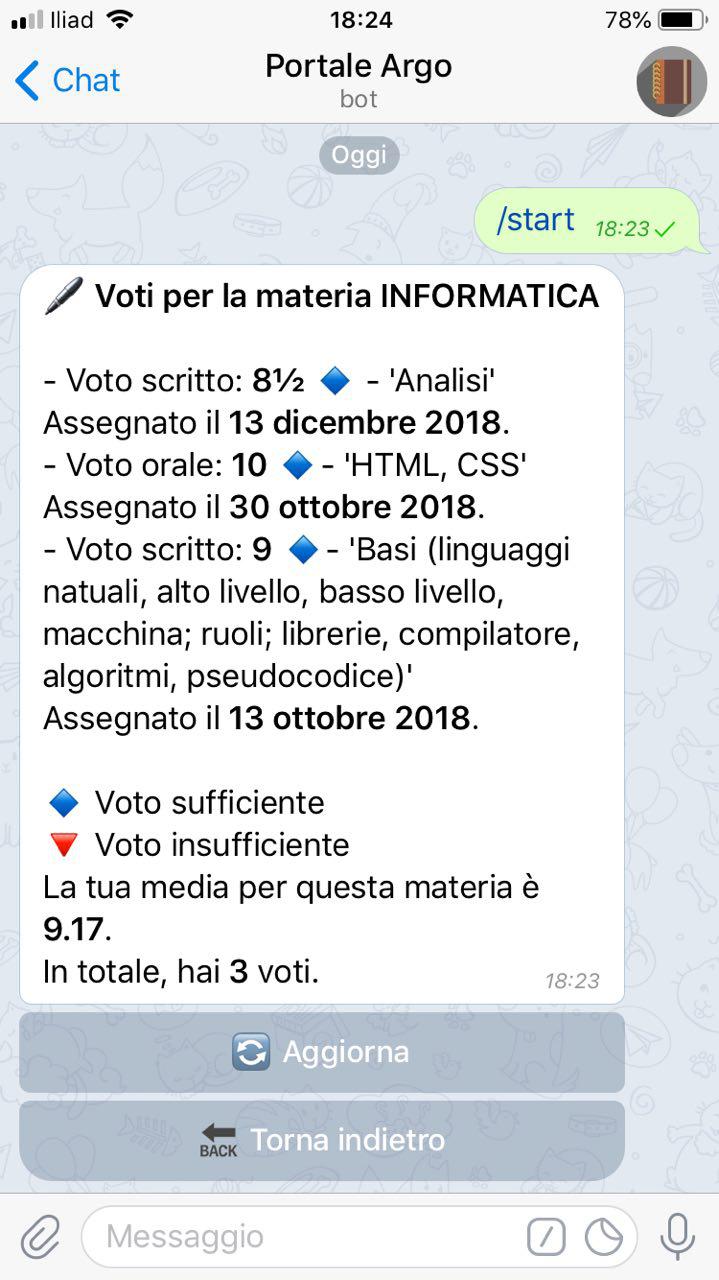 Iliad 18:24 78%
Chat Portale Argo
bot
Oggi
/start 18:23
Voti per la materia INFORMATICA
- Voto scritto: 8½ 🔷 - 'Analisi'
Assegnato il 13 dicembre 2018.
- Voto orale: 10 🔷 - 'HTML, CSS'
Assegnato il 30 ottobre 2018.
- Voto scritto: 9 🔷 - 'Basi (linguaggi
natuali, alto livello, basso livello,
macchina; ruoli; librerie, compilatore,
algoritmi, pseudocodice)'
Assegnato il 13 ottobre 2018.
🔷 Voto sufficiente
🔻 Voto insufficiente
La tua media per questa materia è
9.17.
In totale, hai 3 voti. 18:23
Aggiorna
BACK Torna indietro
Messaggio